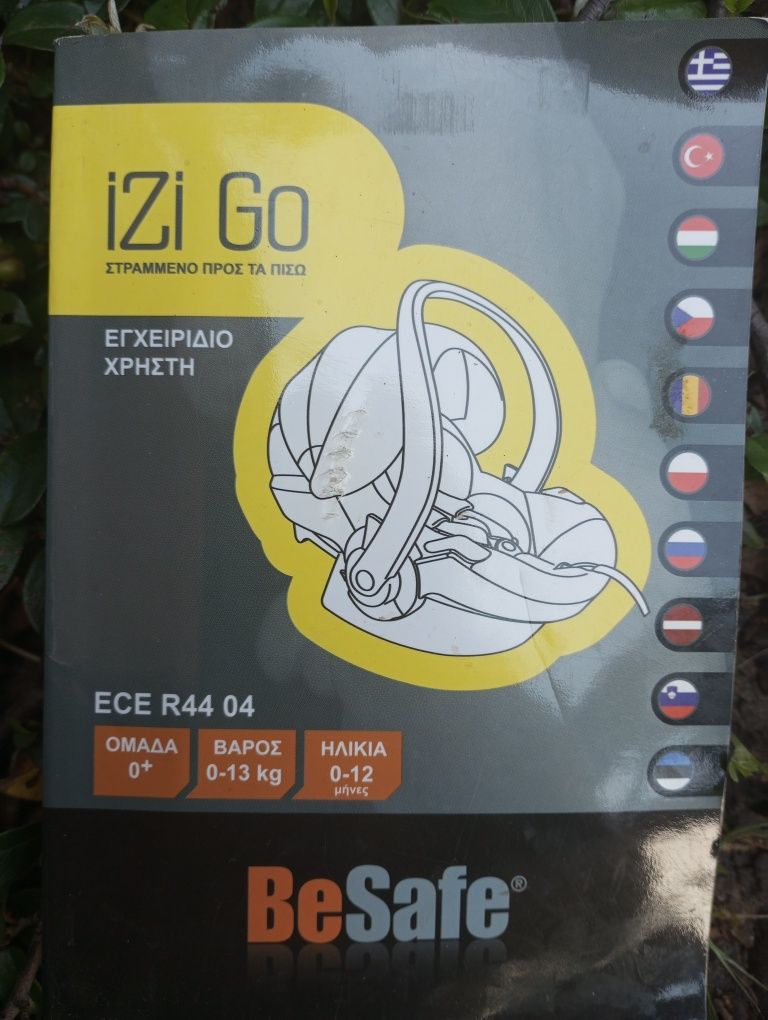 iZi Go
ΣΤΡΑΜΜΕΝΟ ΠΡΟΣ ΤΑ ΠΙΣΩ
ΕΓΧΕΙΡΙΔΙΟ
ΧΡΗΣΤΗ
ECE R44 04
ΟΜΑΔΑ
0+
ΒΑΡΟΣ
0-13 kg
ΗΛΙΚΙΑ
0-12
μήνες
BeSafe®